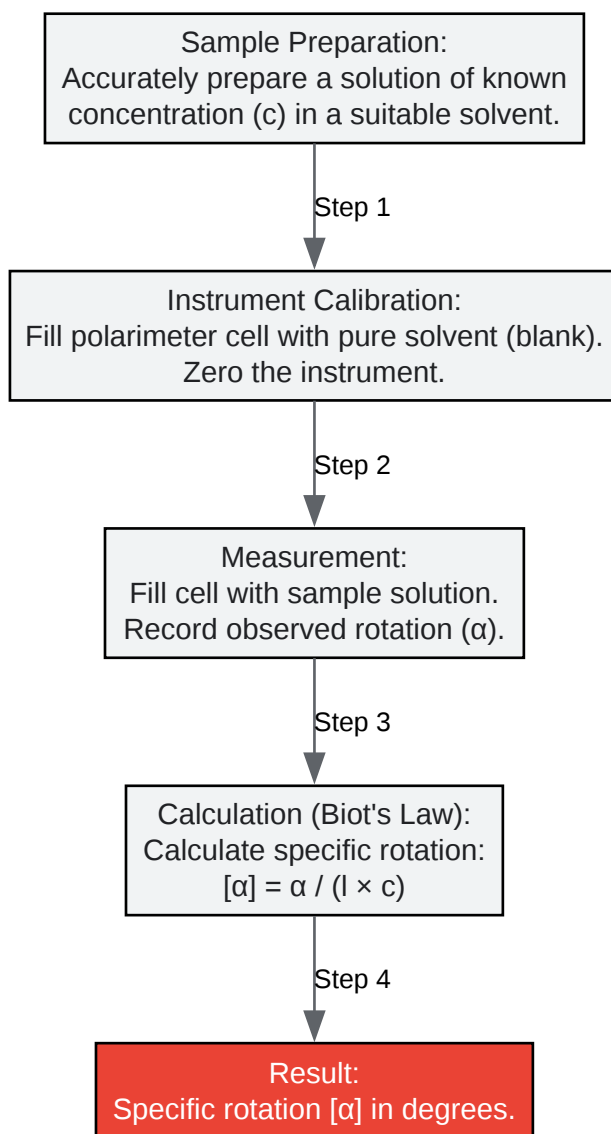 Sample Preparation:
Accurately prepare a solution of known
concentration (c) in a suitable solvent.
Step 1
Instrument Calibration:
Fill polarimeter cell with pure solvent (blank).
Zero the instrument.
Step 2
Measurement:
Fill cell with sample solution.
Record observed rotation (α).
Step 3
Calculation (Biot's Law):
Calculate specific rotation:
[α] = α / (l × c)
Step 4
Result:
Specific rotation [α] in degrees.